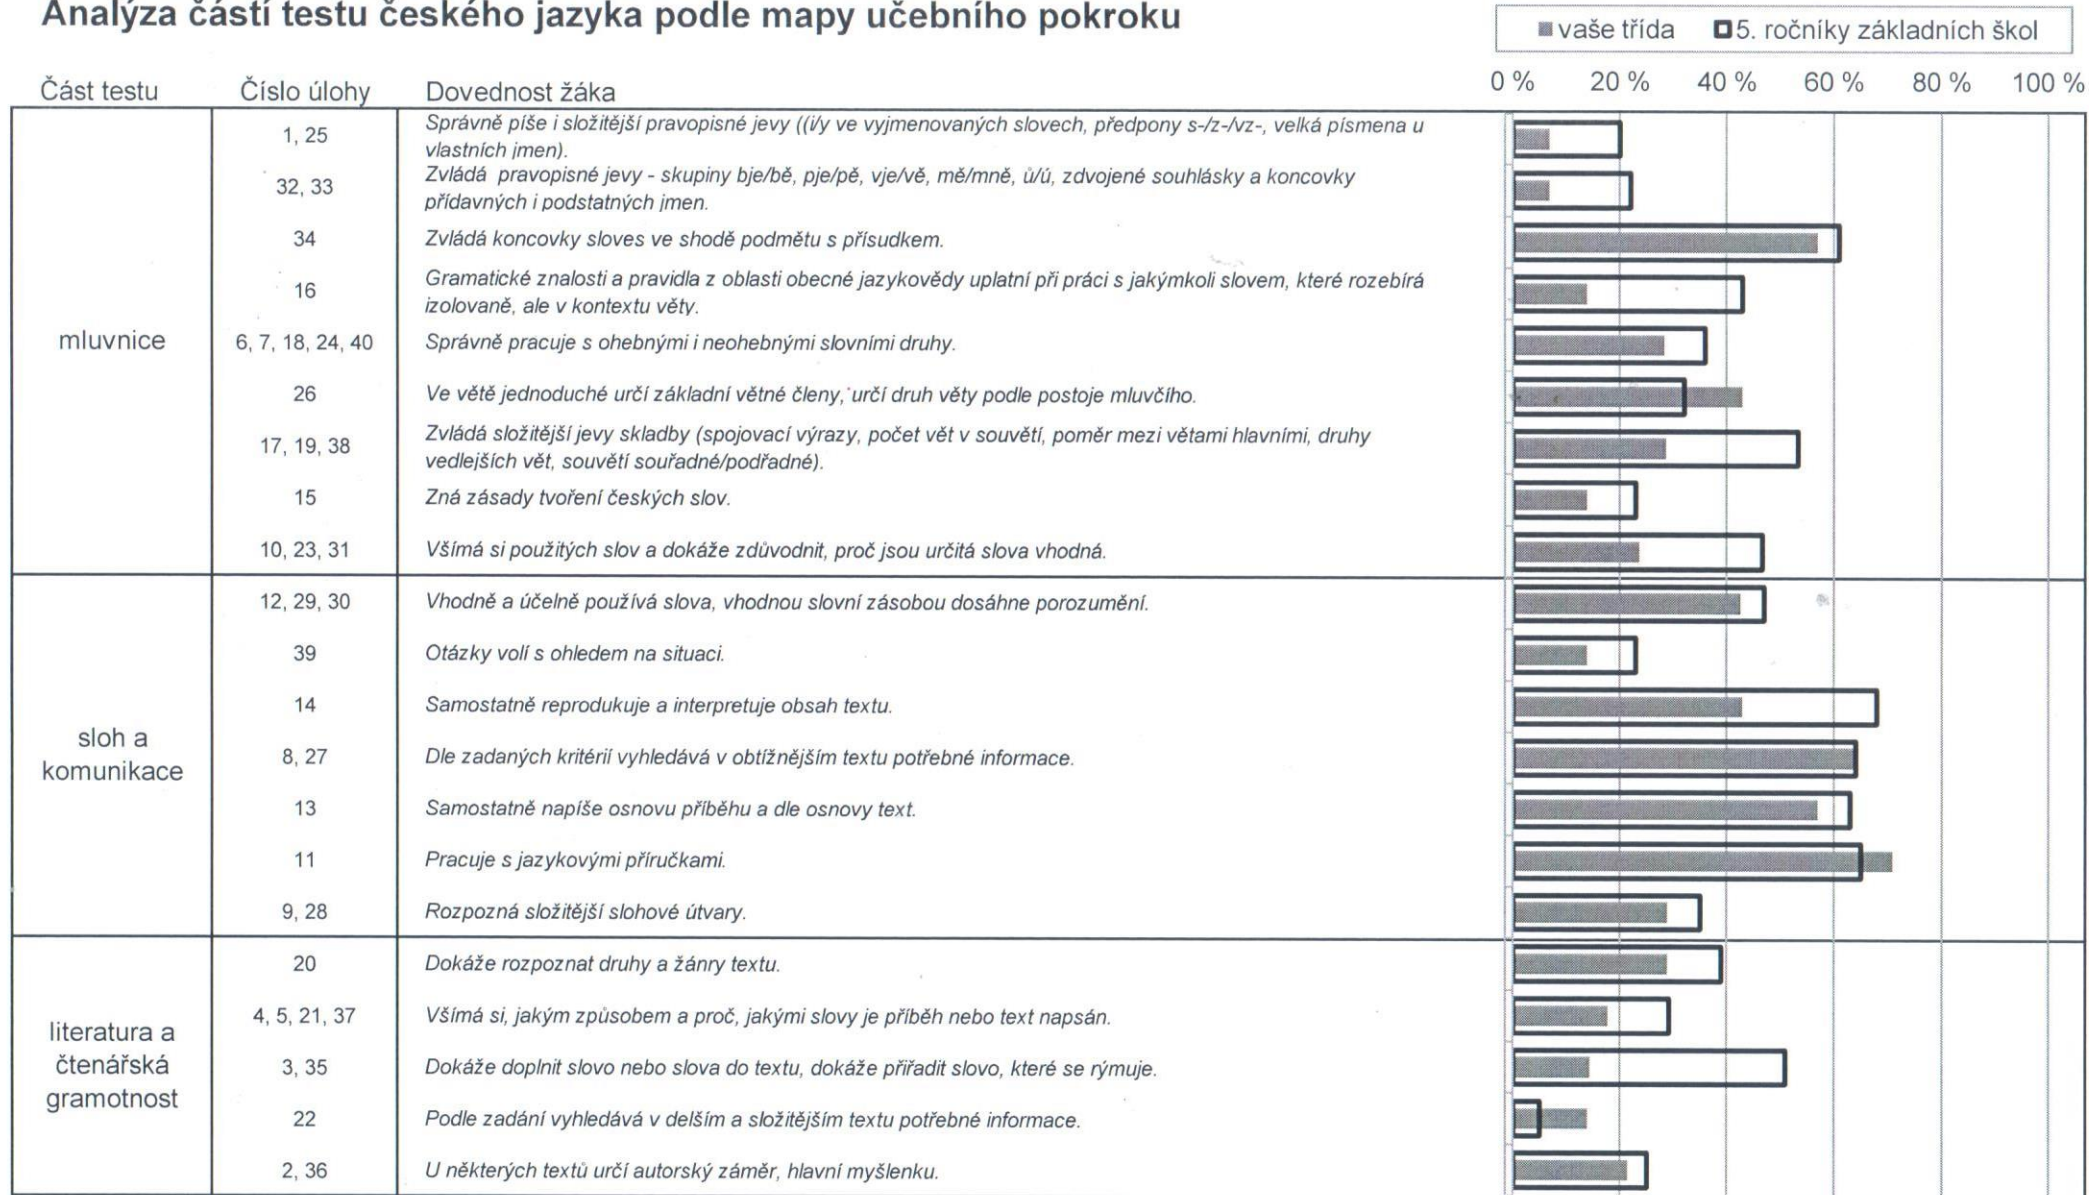 Analýza částí testu českého jazyka podle mapy učebního pokroku
vaše třída 5. ročníky základních škol
Část testu Číslo úlohy Dovednost žáka 0 % 20 % 40 % 60 % 80 % 100 %
mluvnice
1, 25 Správně píše i složitější pravopisné jevy ((i/y ve vyjmenovaných slovech, předpony s-/z-/vz-, velká písmena u
vlastních jmen).
32, 33 Zvládá pravopisné jevy - skupiny bje/bě, pje/pě, vje/vě, mě/mně, ů/ú, zdvojené souhlásky a koncovky
přídavných i podstatných jmen.
34 Zvládá koncovky sloves ve shodě podmětu s přísudkem.
16 Gramatické znalosti a pravidla z oblasti obecné jazykovědy uplatní při práci s jakýmkoli slovem, které rozebírá
izolovaně, ale v kontextu věty.
6, 7, 18, 24, 40 Správně pracuje s ohebnými i neohebnými slovními druhy.
26 Ve větě jednoduché určí základní větné členy, určí druh věty podle postoje mluvčího.
17, 19, 38 Zvládá složitější jevy skladby (spojovací výrazy, počet vět v souvětí, poměr mezi větami hlavními, druhy
vedlejších vět, souvětí souřadné/podřadné).
15 Zná zásady tvoření českých slov.
10, 23, 31 Všímá si použitých slov a dokáže zdůvodnit, proč jsou určitá slova vhodná.
sloh a
komunikace
12, 29, 30 Vhodně a účelně používá slova, vhodnou slovní zásobou dosáhne porozumění.
39 Otázky volí s ohledem na situaci.
14 Samostatně reprodukuje a interpretuje obsah textu.
8, 27 Dle zadaných kritérií vyhledává v obtížnějším textu potřebné informace.
13 Samostatně napíše osnovu příběhu a dle osnovy text.
11 Pracuje s jazykovými příručkami.
9, 28 Rozpozná složitější slohové útvary.
literatura a
čtenářská
gramotnost
20 Dokáže rozpoznat druhy a žánry textu.
4, 5, 21, 37 Všímá si, jakým způsobem a proč, jakými slovy je příběh nebo text napsán.
3, 35 Dokáže doplnit slovo nebo slova do textu, dokáže přiřadit slovo, které se rýmuje.
22 Podle zadání vyhledává v delším a složitějším textu potřebné informace.
2, 36 U některých textů určí autorský záměr, hlavní myšlenku.